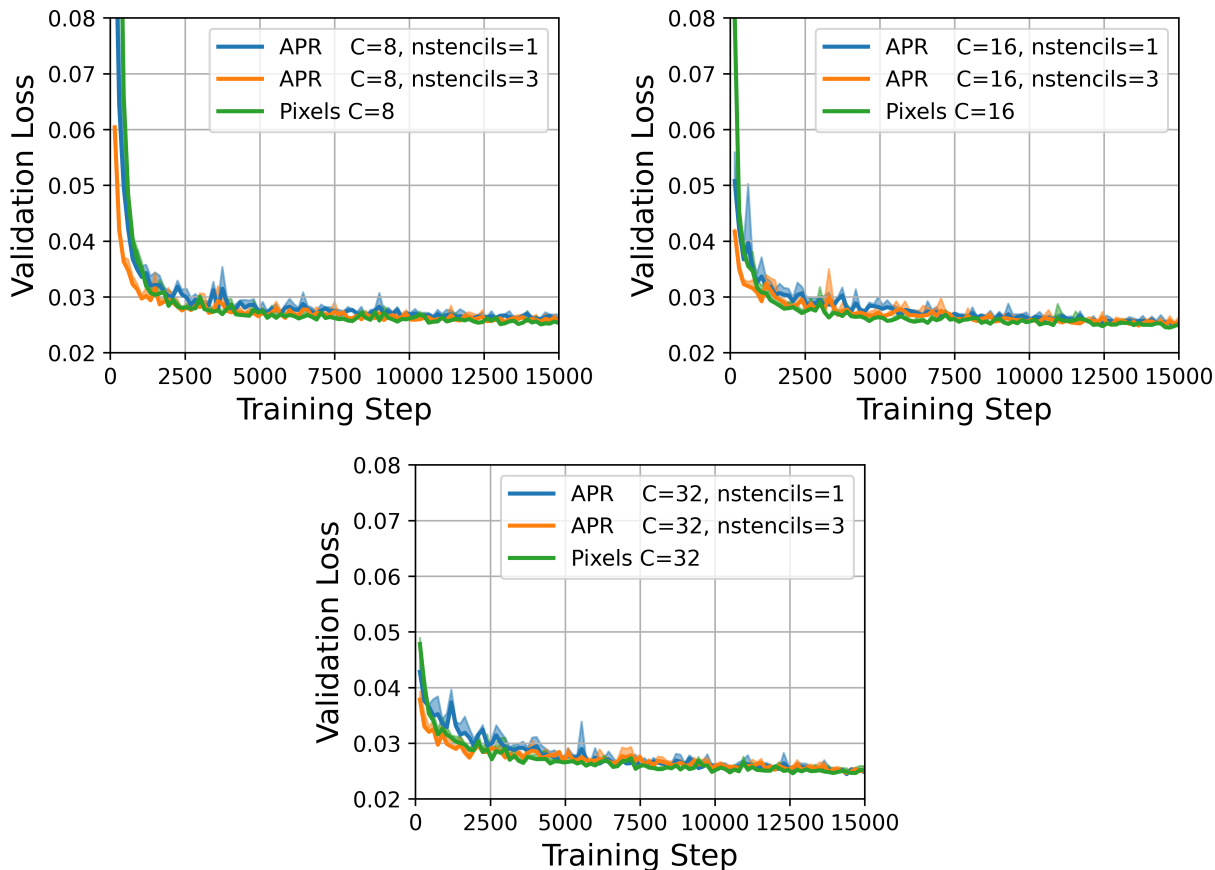 0.08
0.07
0.06
0.05
0.04
0.03
0.02
Validation Loss
APR C=8, nstencils=1
APR C=8, nstencils=3
Pixels C=8
0 2500 5000 7500 10000 12500 15000
Training Step
0.08
0.07
0.06
0.05
0.04
0.03
0.02
Validation Loss
APR C=16, nstencils=1
APR C=16, nstencils=3
Pixels C=16
0 2500 5000 7500 10000 12500 15000
Training Step
0.08
0.07
0.06
0.05
0.04
0.03
0.02
Validation Loss
APR C=32, nstencils=1
APR C=32, nstencils=3
Pixels C=32
0 2500 5000 7500 10000 12500 15000
Training Step